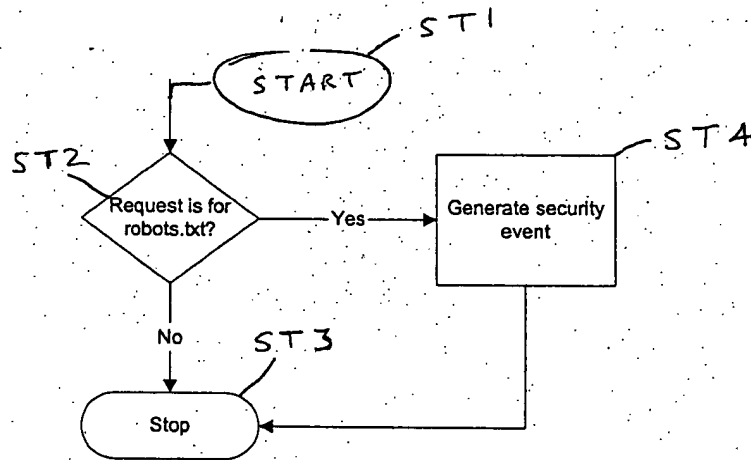 ST1
START
ST2
Request is for
robots.txt?
Yes
ST4
Generate security
event
No
ST3
Stop